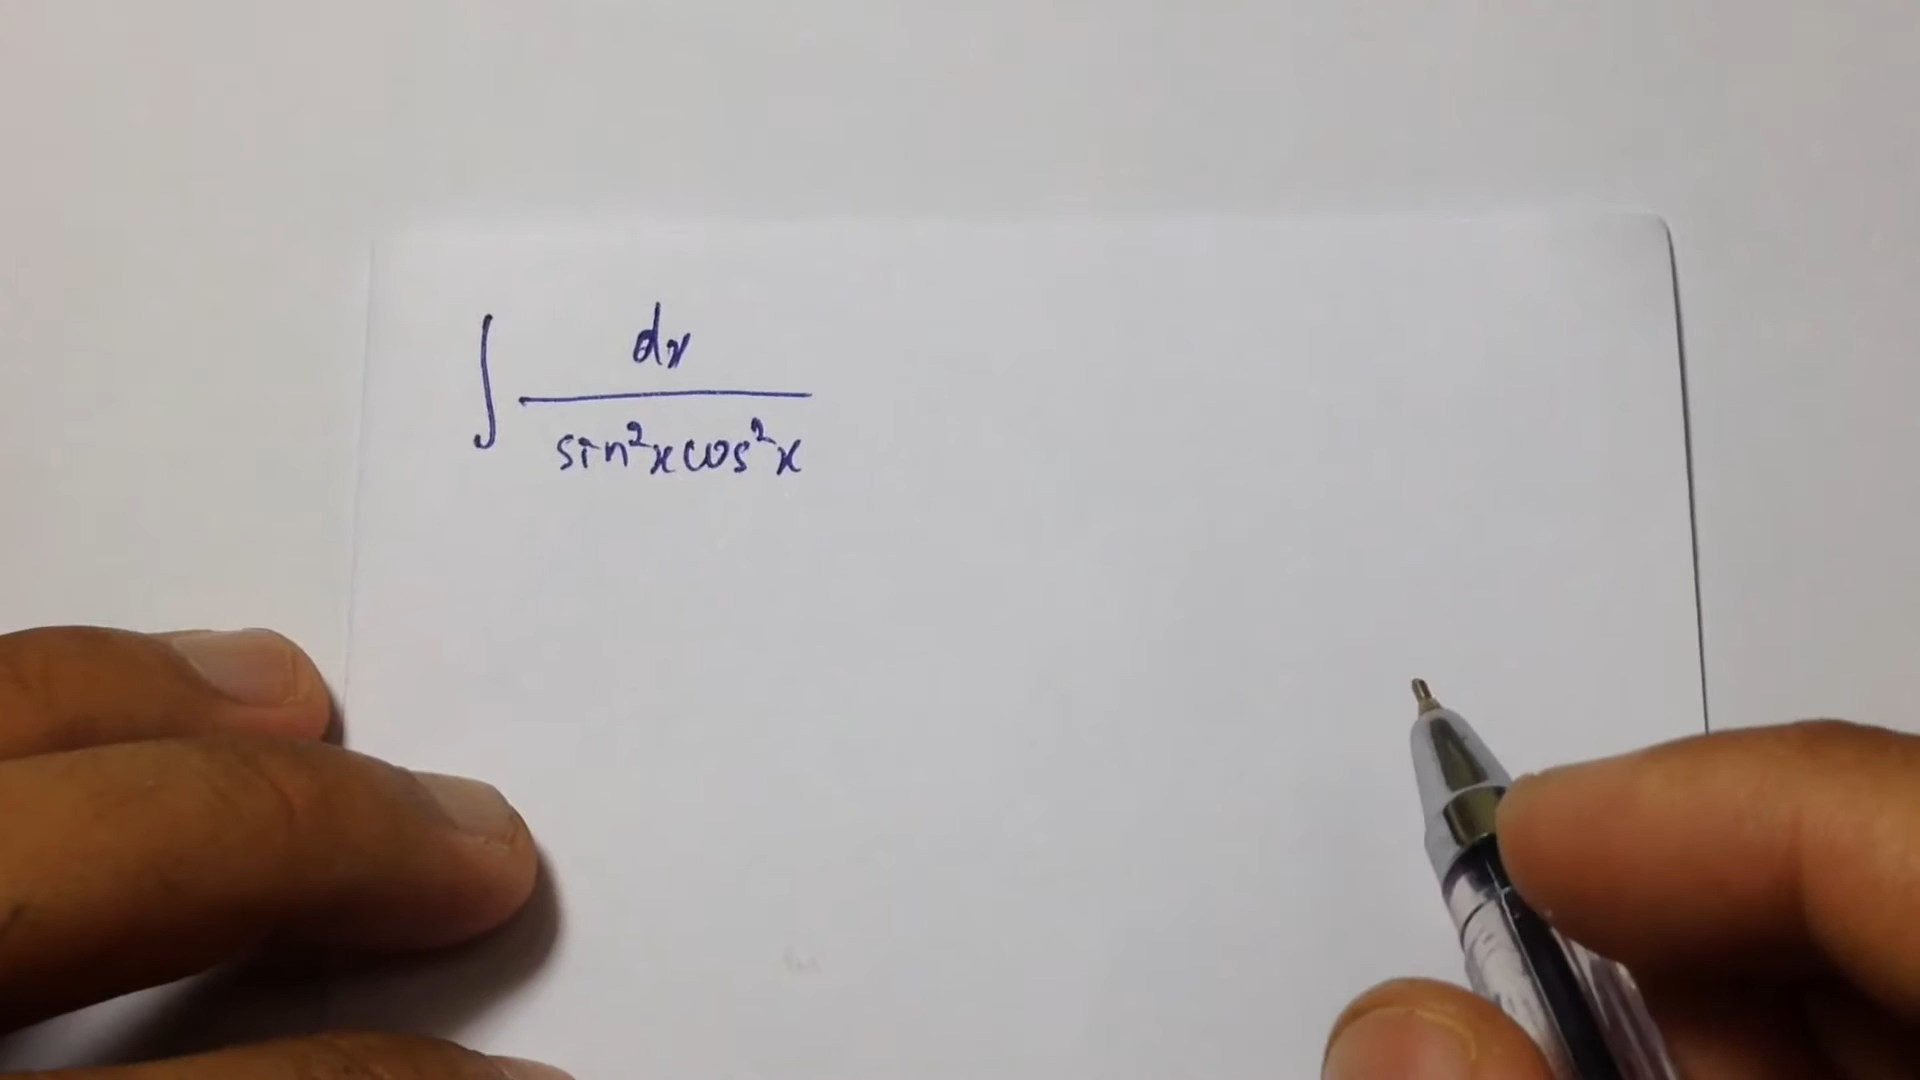 ∫ dx / sin²x cos²x